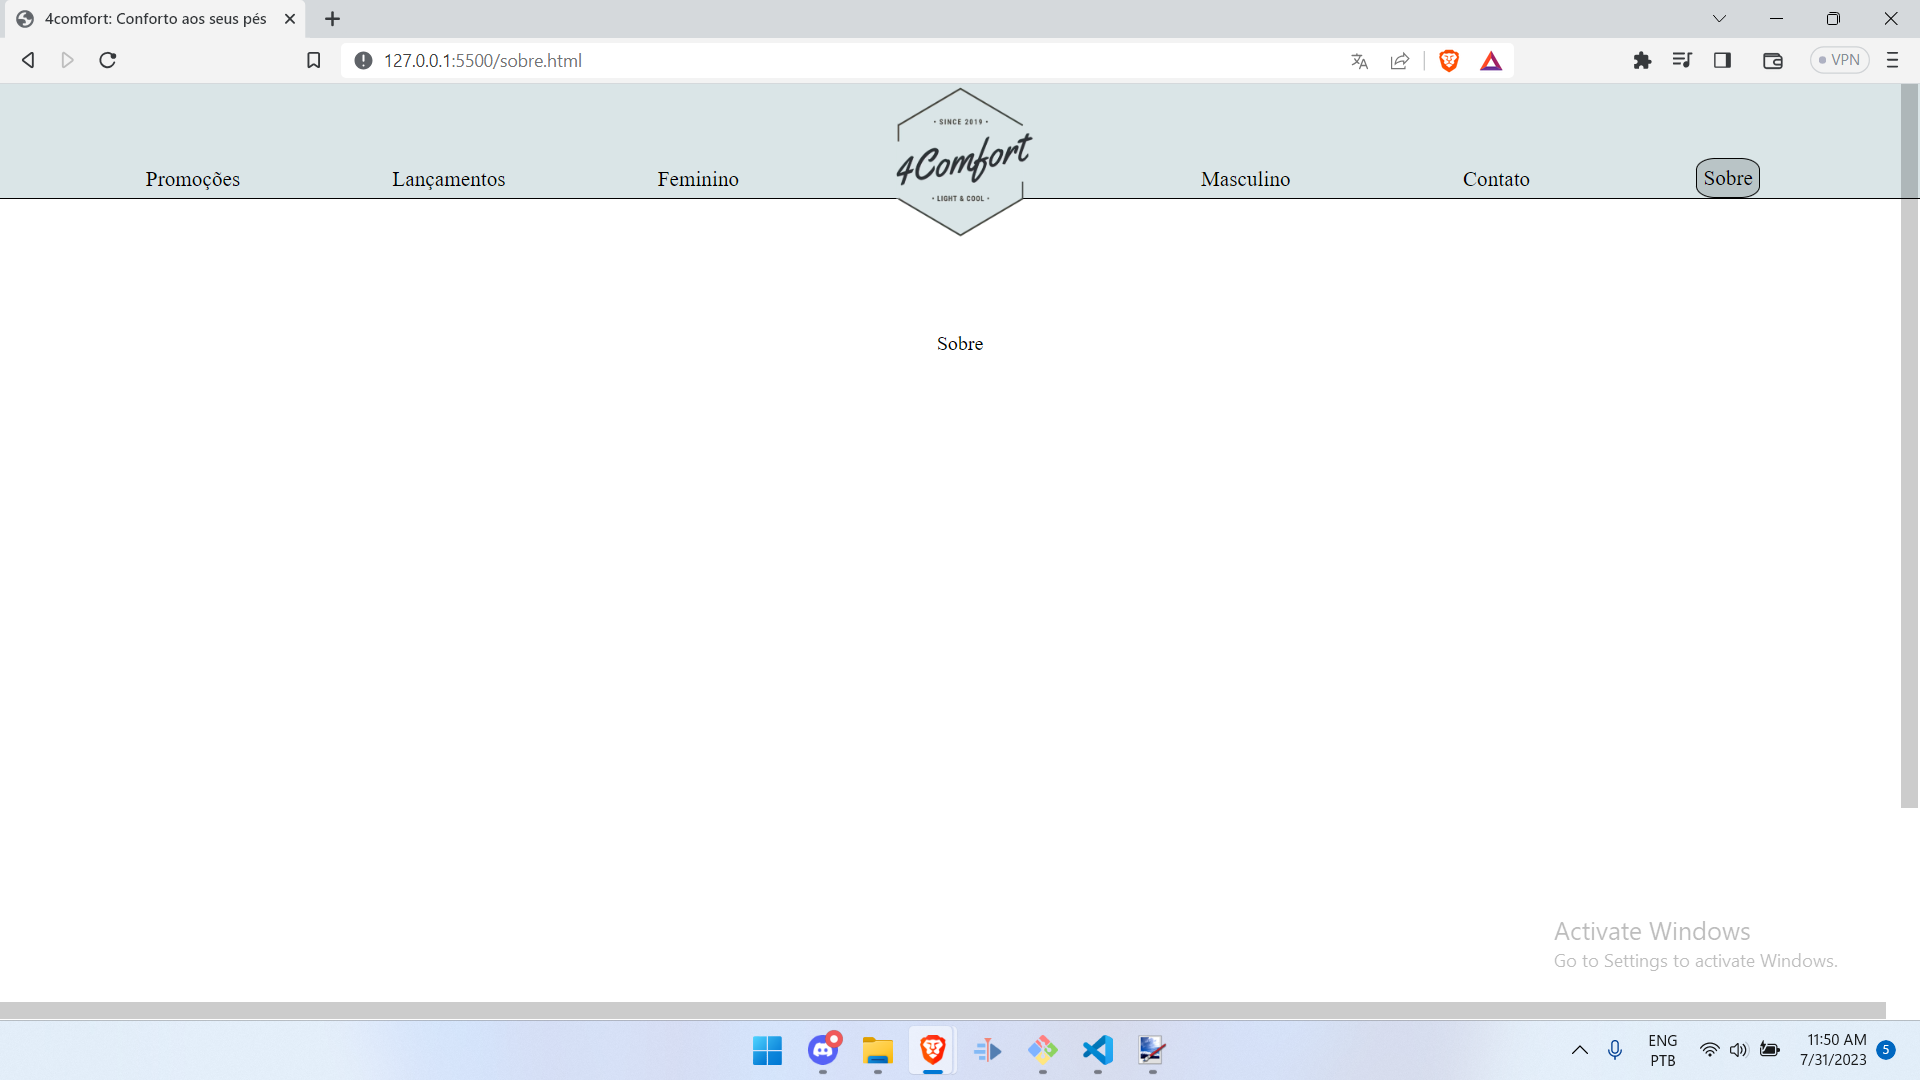 4comfort: Conforto aos seus pés
127.0.0.1:5500/sobre.html
VPN
• SINCE 2019 •
4Comfort
• LIGHT & COOL •
Promoções Lançamentos Feminino Masculino Contato Sobre
Sobre
Activate Windows
Go to Settings to activate Windows.
ENG
PTB
11:50 AM
7/31/2023
5